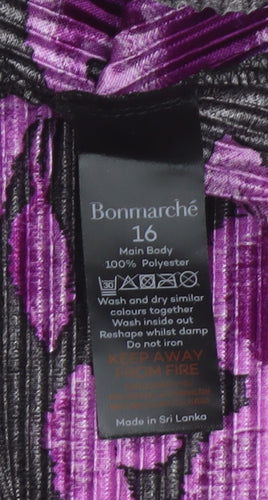 Bonmarché
16
Main Body
100% Polyester
30
Wash and dry similar
colours together
Wash inside out
Reshape whilst damp
Do not iron
KEEP AWAY
FROM FIRE
Made in Sri Lanka